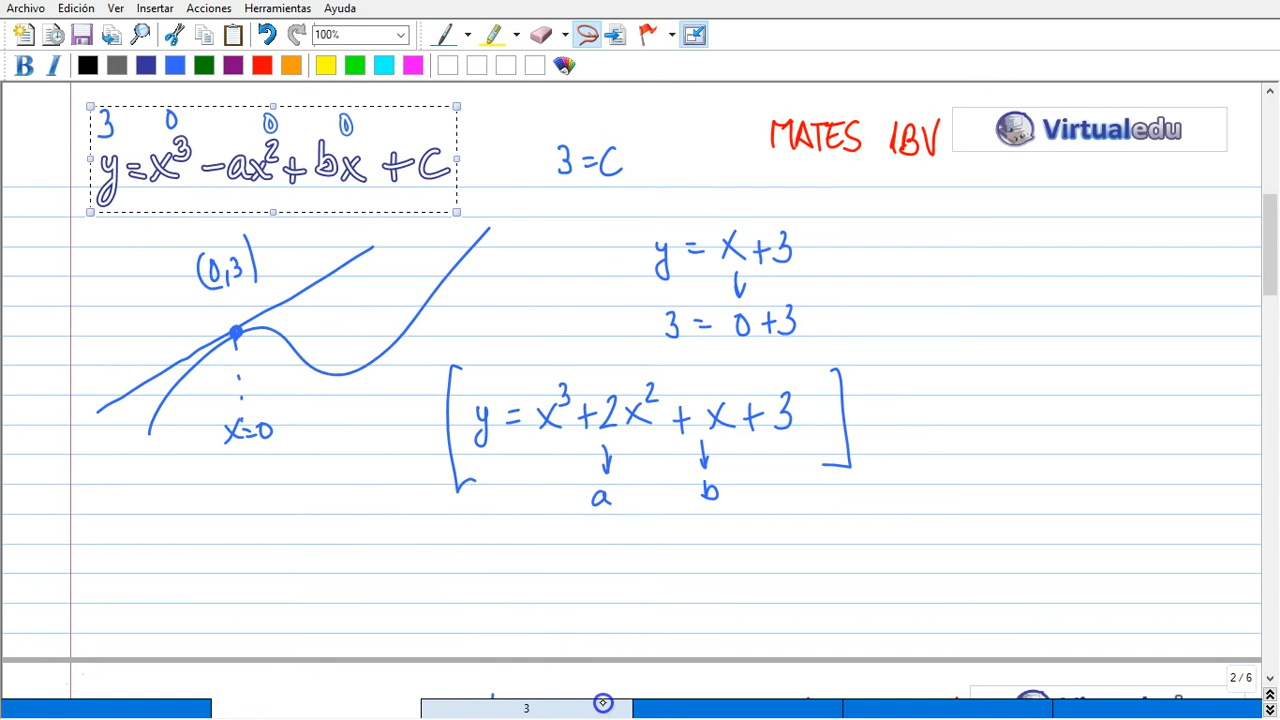 Archivo Ver Insertar Acciones Herramientas Ayuda
100%
B I
3 0 0 0
y=x³ -ax²+ bx +C
3=C
MATES 1BV
Virtualedu
(0,3)
y = x+3
3 = 0+3
x=0
y = x³+2x² + x+3
a b
2 / 6
3